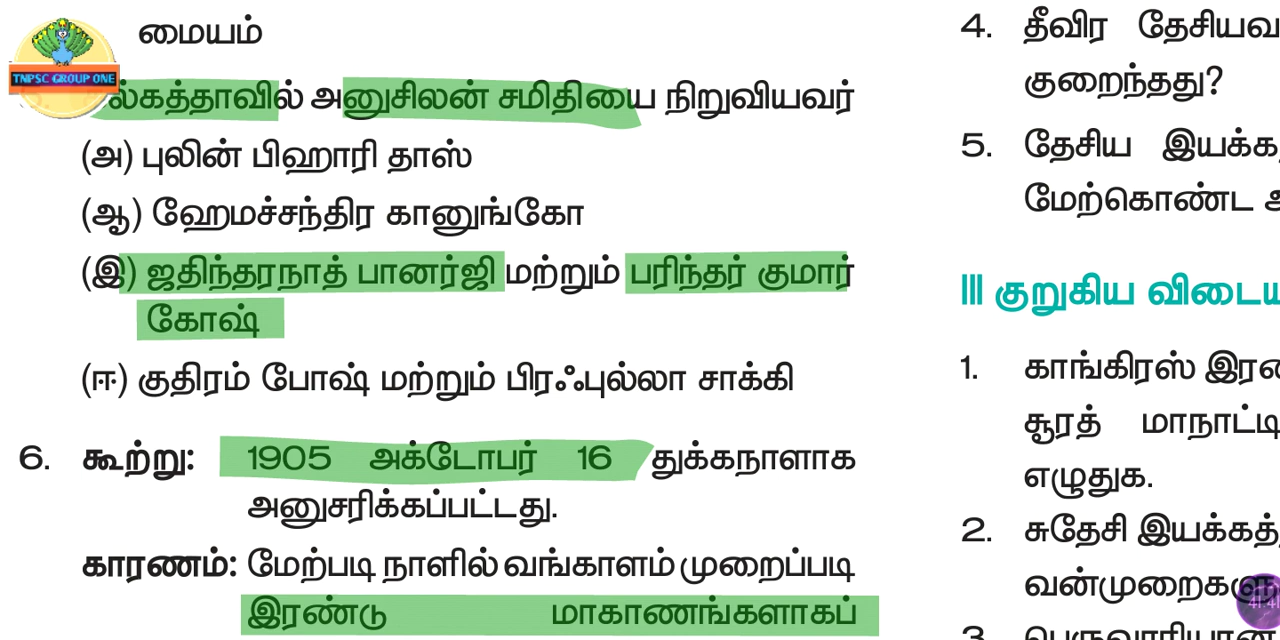 மையம்
TNPSC GROUP ONE
ல்கத்தாவில் அனுசிலன் சமிதியை நிறுவியவர்
(அ) புலின் பிஹாரி தாஸ்
(ஆ) ஹேமச்சந்திர கானுங்கோ
(இ) ஜதிந்தரநாத் பானர்ஜி மற்றும் பரிந்தர் குமார்
கோஷ்
(ஈ) குதிரம் போஷ் மற்றும் பிரஃபுல்லா சாக்கி
6. கூற்று: 1905 அக்டோபர் 16 துக்கநாளாக
அனுசரிக்கப்பட்டது.
காரணம்: மேற்படி நாளில் வங்காளம் முறைப்படி
இரண்டு மாகாணங்களாகப்
4. தீவிர தேசியவ
குறைந்தது?
5. தேசிய இயக்க
மேற்கொண்ட
III குறுகிய விடைய
1. காங்கிரஸ் இர
சூரத் மாநாட்டி
எழுதுக.
2. சுதேசி இயக்கத்
வன்முறைகளு
3.